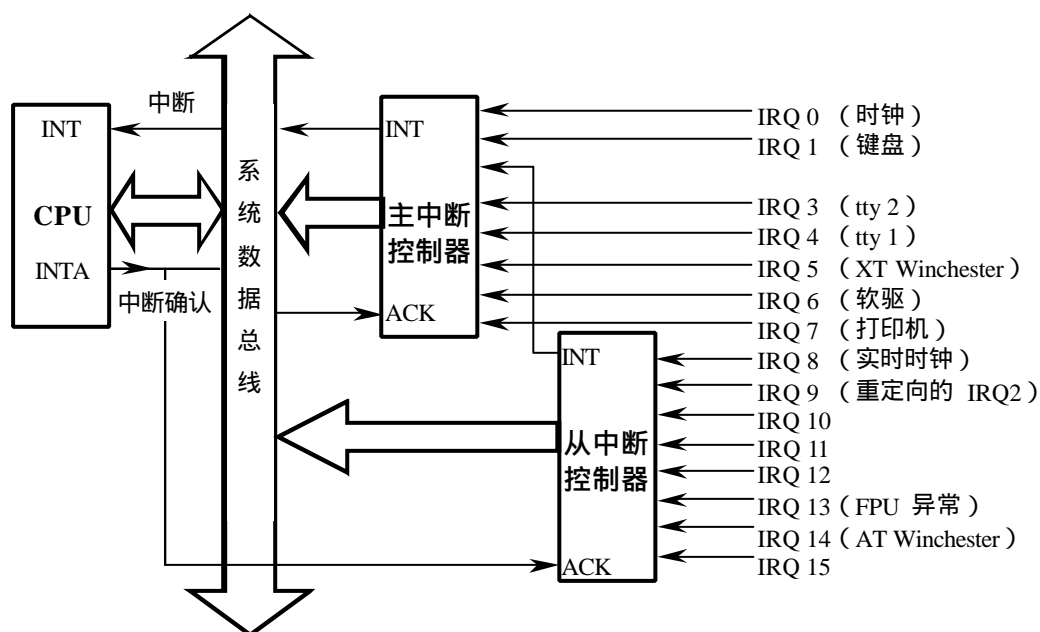 中断
INT
CPU
INTA
中断确认
系
统
数
据
总
线
INT
主中断
控制器
ACK
INT
从中断
控制器
ACK
IRQ 0 （时钟）
IRQ 1 （键盘）
IRQ 3 （tty 2）
IRQ 4 （tty 1）
IRQ 5 （XT Winchester）
IRQ 6 （软驱）
IRQ 7 （打印机）
IRQ 8 （实时时钟）
IRQ 9 （重定向的 IRQ2）
IRQ 10
IRQ 11
IRQ 12
IRQ 13（FPU 异常）
IRQ 14（AT Winchester）
IRQ 15